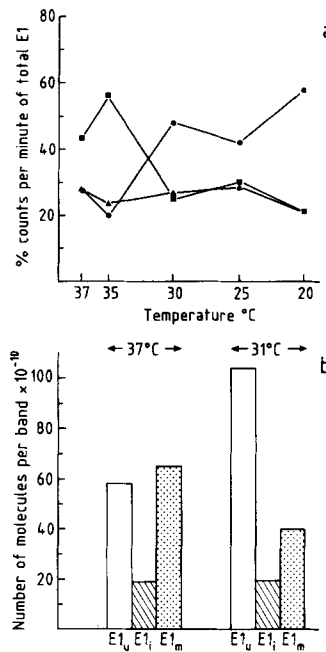 a
80
60
40
20
% counts per minute of total E1
37 35 30 25 20
Temperature °C
b
37°C 31°C
100
80
60
40
20
Number of molecules per band × 10⁻¹⁰
E1ᵤ E1ᵢ E1ₘ E1ᵤ E1ᵢ E1ₘ